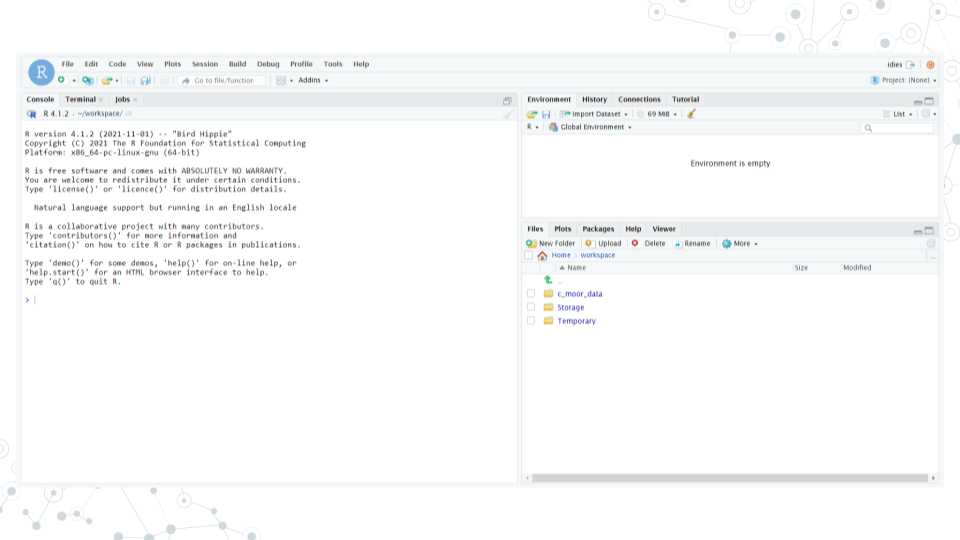 R
File Edit Code View Plots Session Build Debug Profile Tools Help
idies
Go to file/function
Addins
Project: (None)
Console Terminal Jobs
R 4.1.2 . ~/workspace/
R version 4.1.2 (2021-11-01) -- "Bird Hippie"
Copyright (C) 2021 The R Foundation for Statistical Computing
Platform: x86_64-pc-linux-gnu (64-bit)
R is free software and comes with ABSOLUTELY NO WARRANTY.
You are welcome to redistribute it under certain conditions.
Type 'license()' or 'licence()' for distribution details.
Natural language support but running in an English locale
R is a collaborative project with many contributors.
Type 'contributors()' for more information and
'citation()' on how to cite R or R packages in publications.
Type 'demo()' for some demos, 'help()' for on-line help, or
'help.start()' for an HTML browser interface to help.
Type 'q()' to quit R.
>
Environment History Connections Tutorial
Import Dataset 69 MiB List
R Global Environment
Environment is empty
Files Plots Packages Help Viewer
New Folder Upload Delete Rename More
Home workspace ...
Name Size Modified
..
c_moor_data
Storage
Temporary